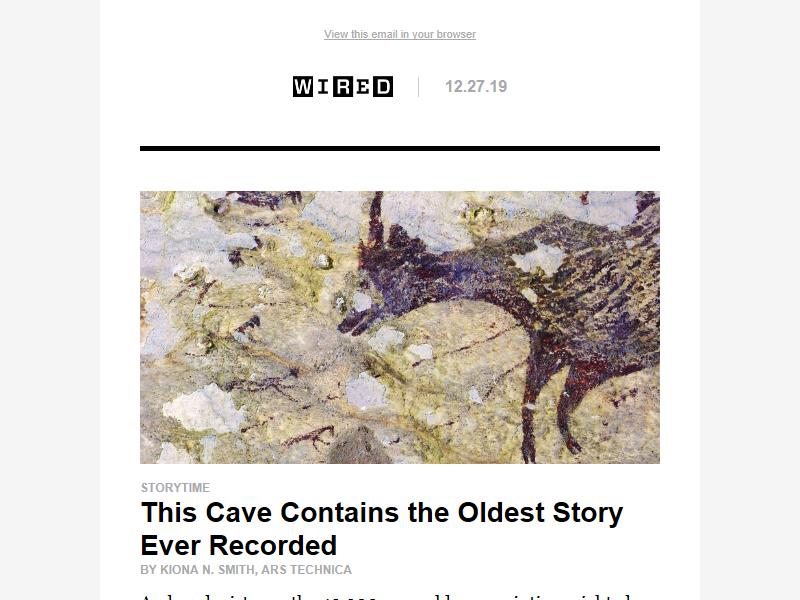 View this email in your browser
WIRED 12.27.19
STORYTIME
This Cave Contains the Oldest Story
Ever Recorded
BY KIONA N. SMITH, ARS TECHNICA